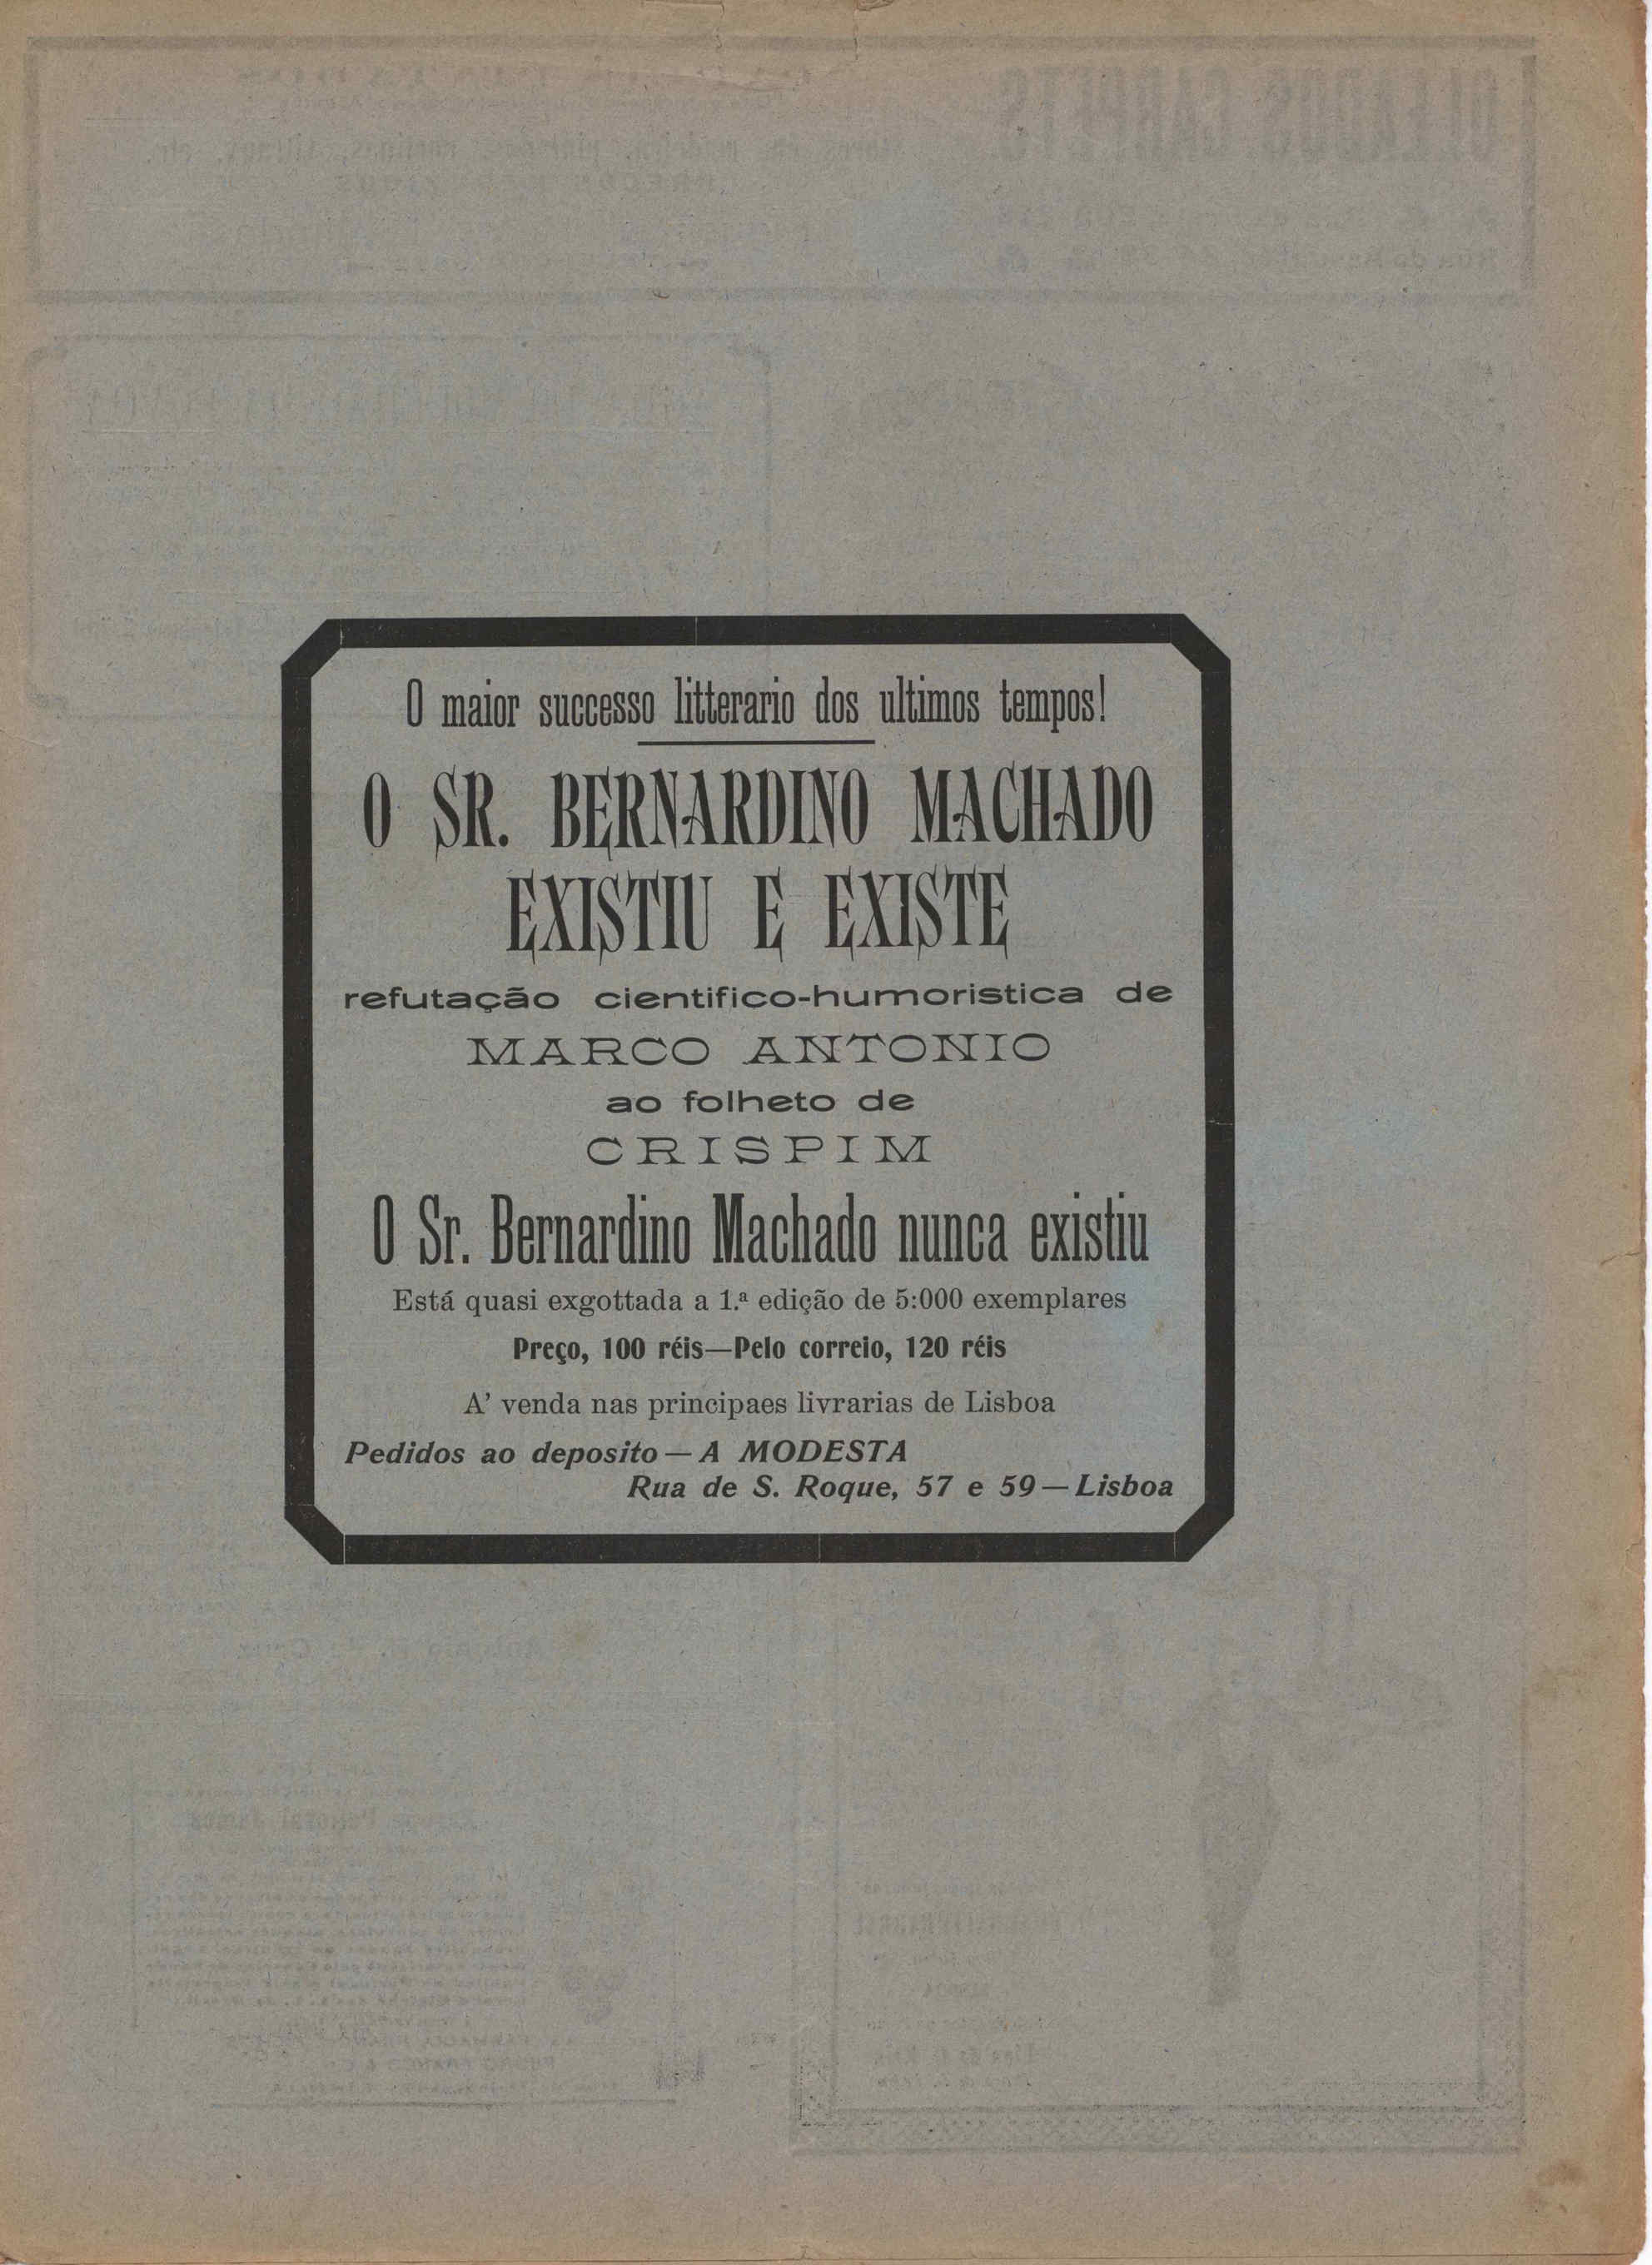 O maior successo litterario dos ultimos tempos!
O SR. BERNARDINO MACHADO
EXISTIU E EXISTE
refutação cientifico-humoristica de
MARCO ANTONIO
ao folheto de
CRISPIM
O Sr. Bernardino Machado nunca existiu
Está quasi exgottada a 1.ª edição de 5:000 exemplares
Preço, 100 réis—Pelo correio, 120 réis
A' venda nas principaes livrarias de Lisboa
Pedidos ao deposito — A MODESTA
Rua de S. Roque, 57 e 59 — Lisboa